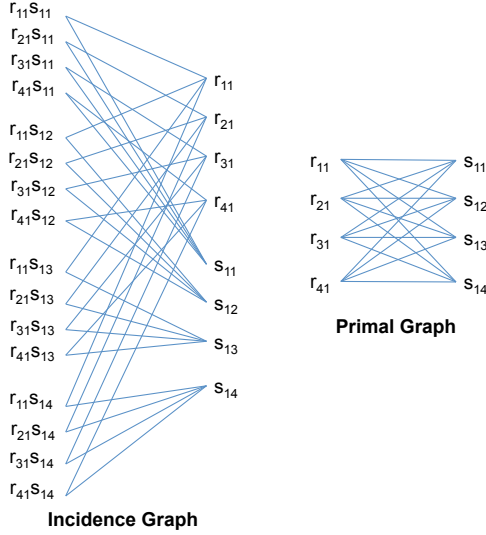 r11s11
r21s11
r31s11
r41s11
r11s12
r21s12
r31s12
r41s12
r11s13
r21s13
r31s13
r41s13
r11s14
r21s14
r31s14
r41s14
r11
r21
r31
r41
s11
s12
s13
s14
Incidence Graph
r11
r21
r31
r41
s11
s12
s13
s14
Primal Graph